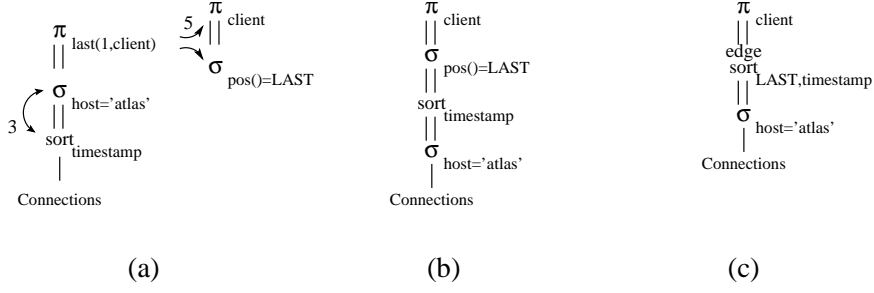 π
last(1,client)
σ
host='atlas'
3
sort
timestamp
Connections
5
π
client
σ
pos()=LAST
(a)
π
client
σ
pos()=LAST
sort
timestamp
σ
host='atlas'
Connections
(b)
π
client
edge
sort
LAST,timestamp
σ
host='atlas'
Connections
(c)